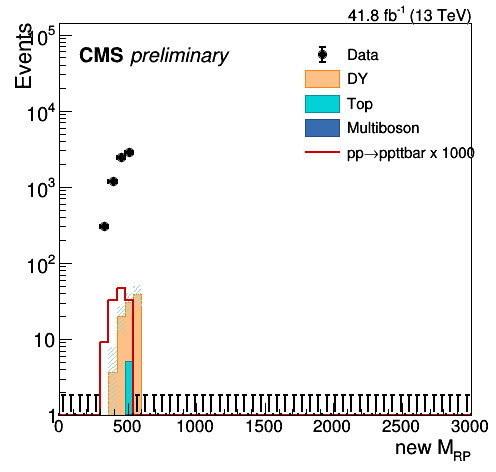 41.8 fb⁻¹ (13 TeV)
Events
CMS preliminary
Data
DY
Top
Multiboson
pp→ppttbar x 1000
10⁵
10⁴
10³
10²
10
1
0 500 1000 1500 2000 2500 3000
new M_RP